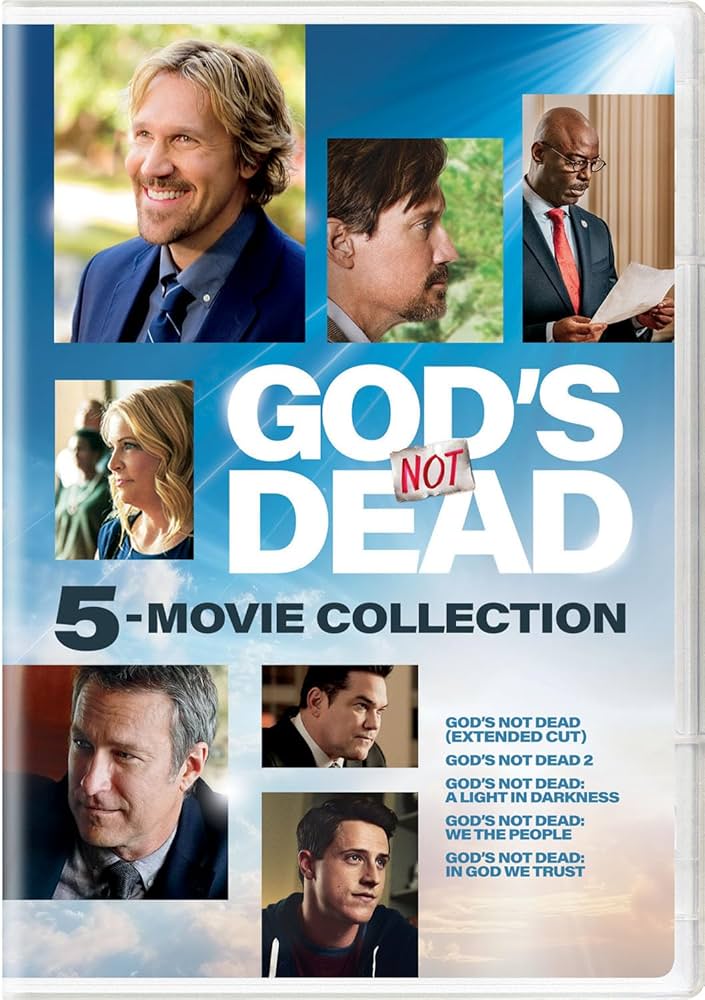 GOD'S
NOT
DEAD
5-MOVIE COLLECTION
GOD'S NOT DEAD
(EXTENDED CUT)
GOD'S NOT DEAD 2
GOD'S NOT DEAD:
A LIGHT IN DARKNESS
GOD'S NOT DEAD:
WE THE PEOPLE
GOD'S NOT DEAD:
IN GOD WE TRUST